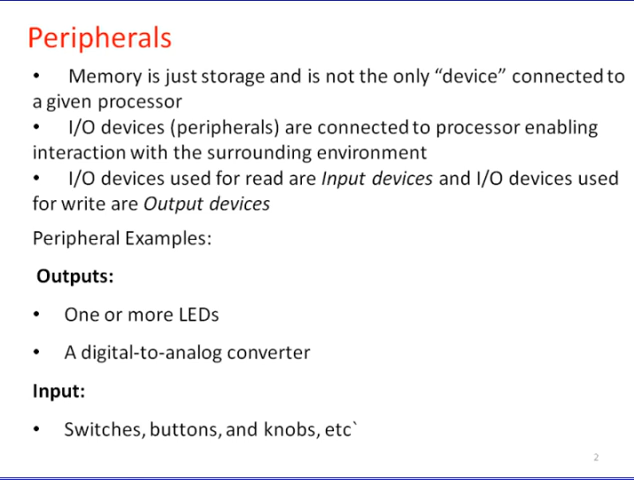 Peripherals
• Memory is just storage and is not the only “device” connected to
a given processor
• I/O devices (peripherals) are connected to processor enabling
interaction with the surrounding environment
• I/O devices used for read are Input devices and I/O devices used
for write are Output devices
Peripheral Examples:
Outputs:
• One or more LEDs
• A digital-to-analog converter
Input:
• Switches, buttons, and knobs, etc`
2